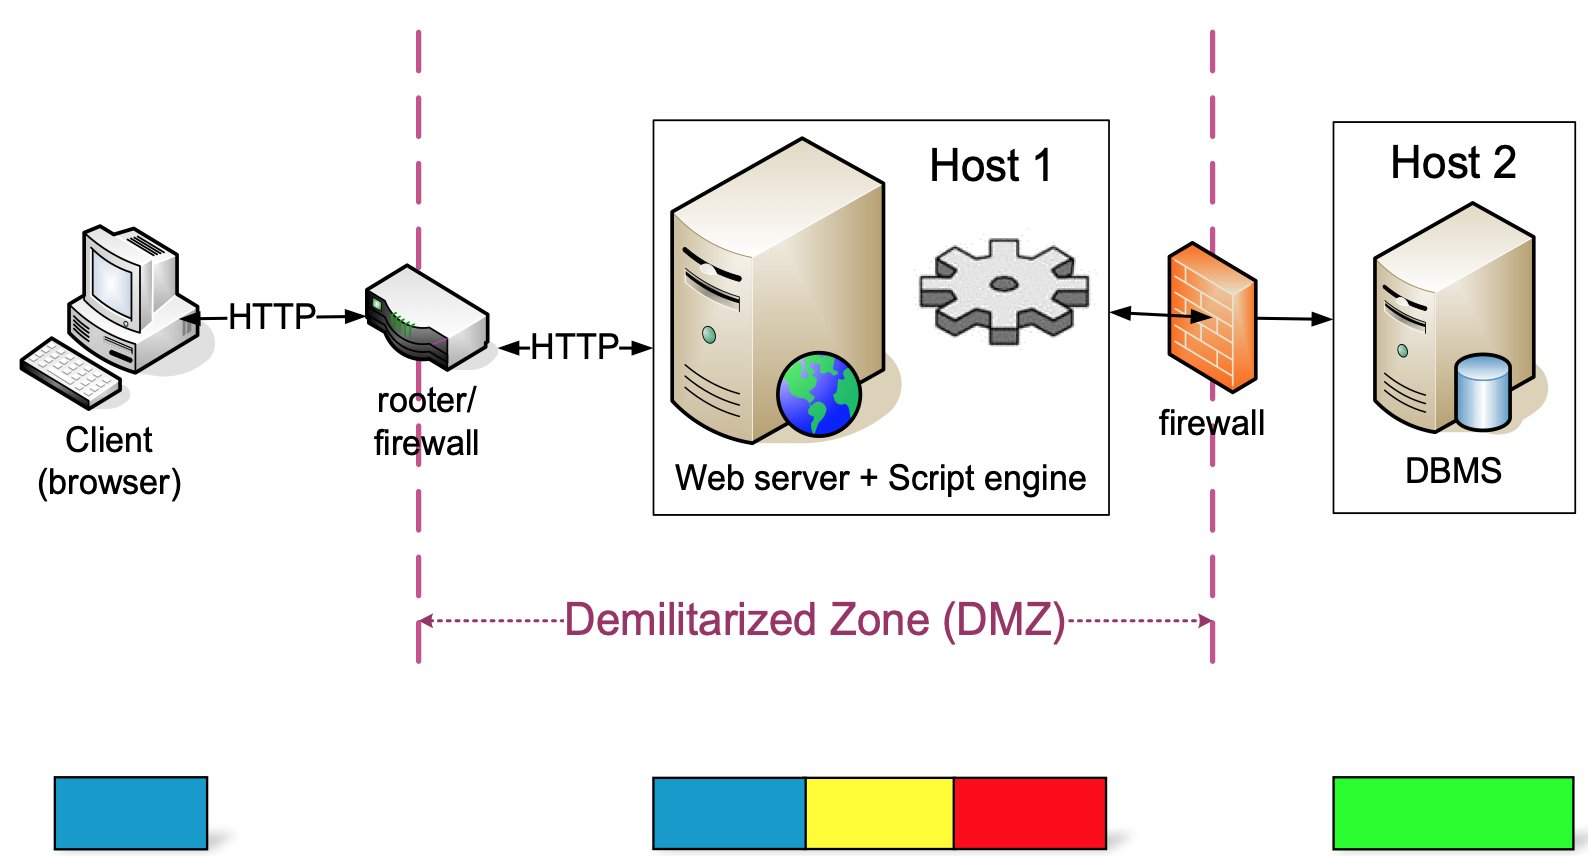 Host 1
Host 2
HTTP
HTTP
rooter/
firewall
Client
(browser)
firewall
Web server + Script engine
DBMS
Demilitarized Zone (DMZ)